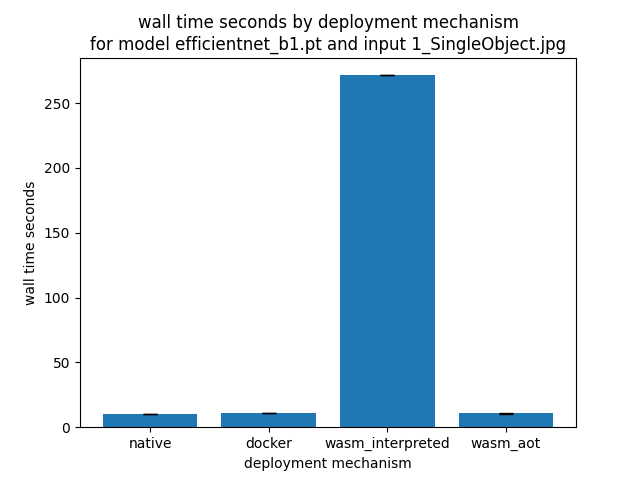 wall time seconds by deployment mechanism
for model efficientnet_b1.pt and input 1_SingleObject.jpg
wall time seconds
250
200
150
100
50
0
native
docker
wasm_interpreted
wasm_aot
deployment mechanism